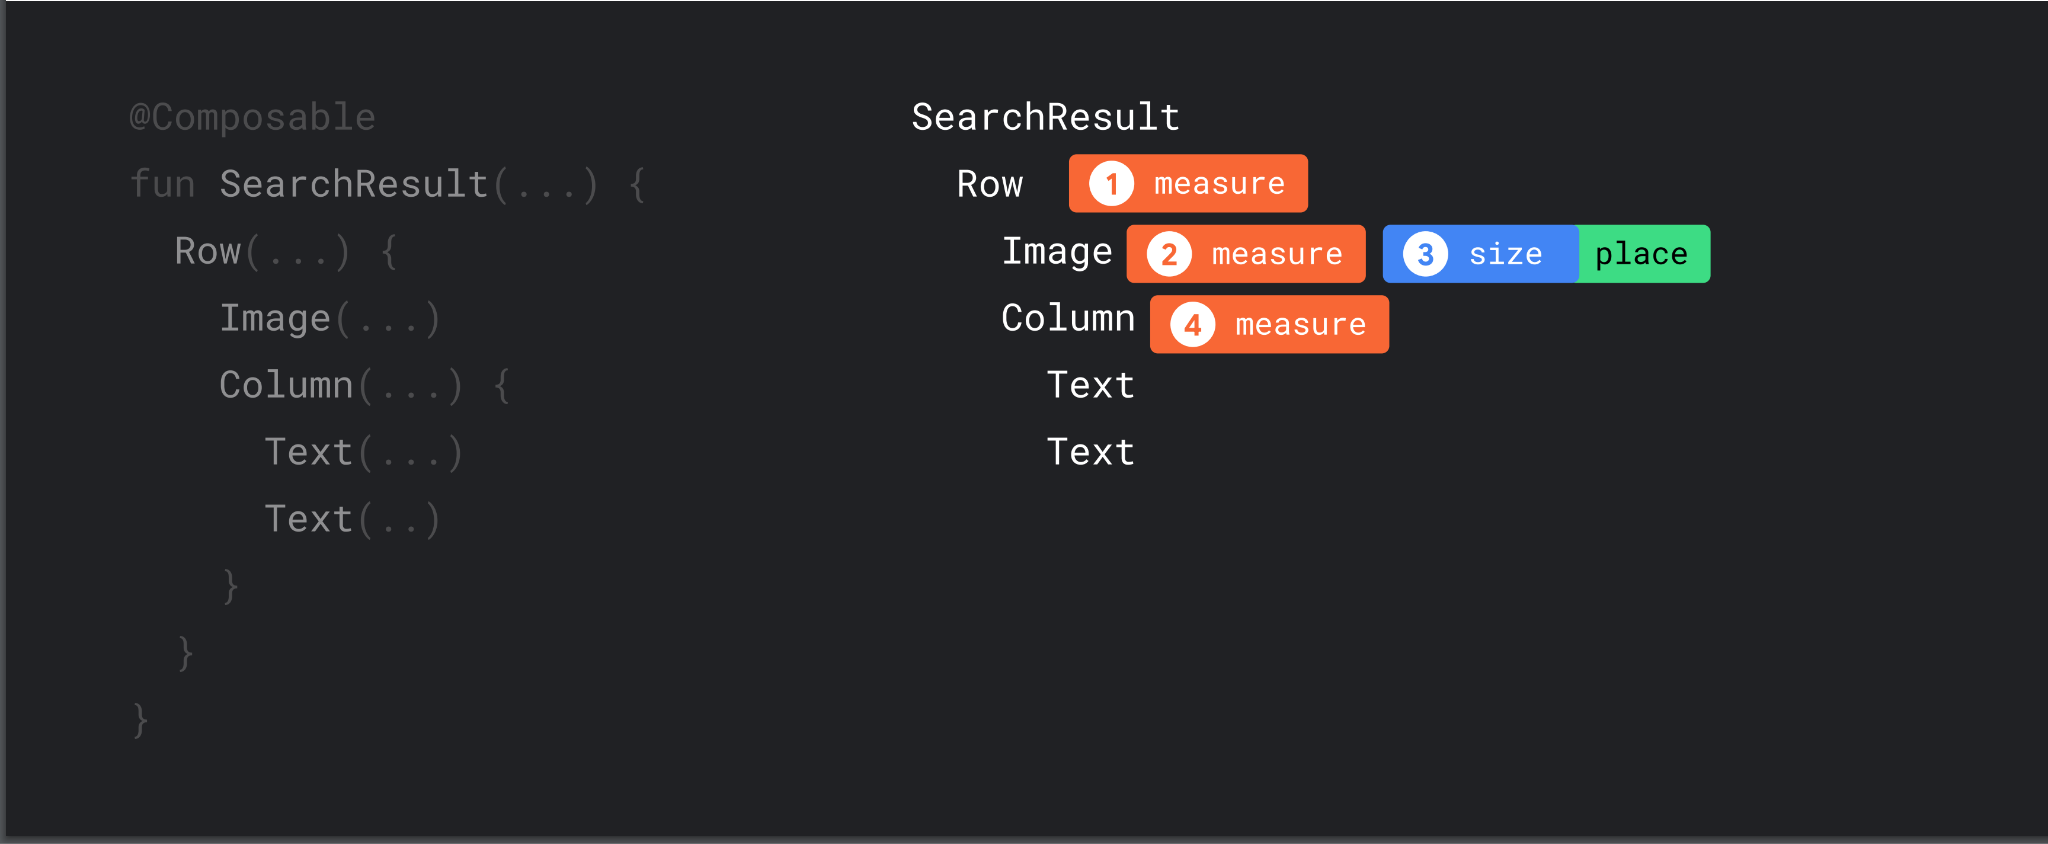 @Composable
fun SearchResult(...) {
Row(...) {
Image(...)
Column(...) {
Text(...)
Text(..)
}
}
}
SearchResult
Row 1 measure
Image 2 measure 3 size place
Column 4 measure
Text
Text